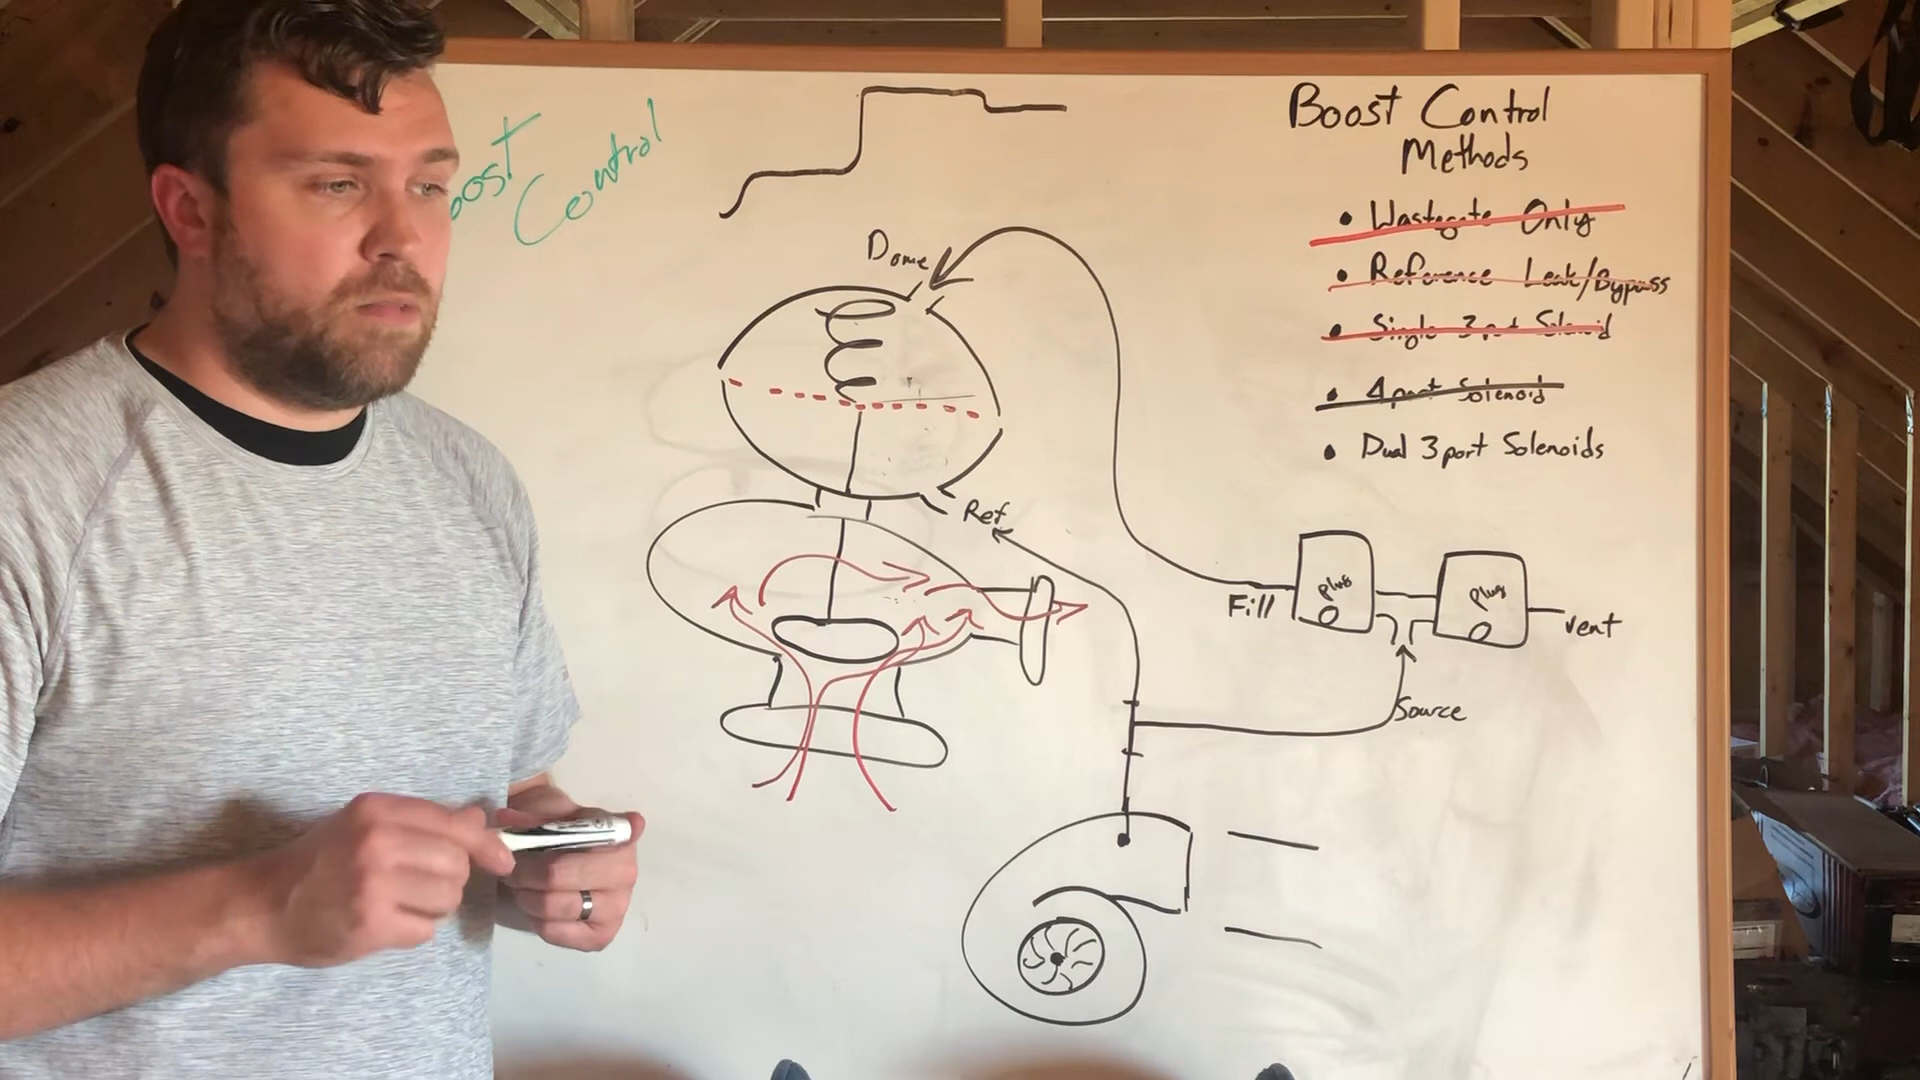 Boost
Control
Boost Control
Methods
• Wastegate Only
• Reference Leak/Bypass
• Single 3port Solenoid
• 4port Solenoid
• Dual 3port Solenoids
Dome
Ref
Fill
plug
plug
vent
Source